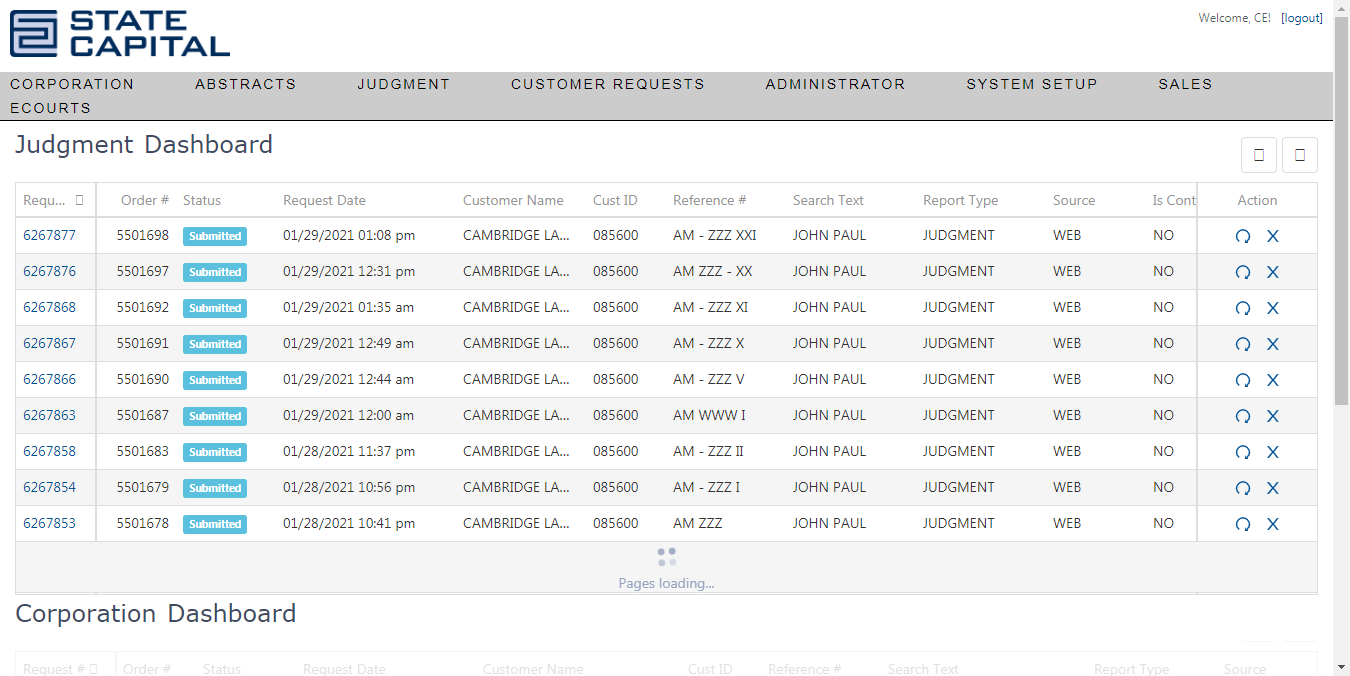 STATE
CAPITAL
Welcome, CE! [logout]
CORPORATION ABSTRACTS JUDGMENT CUSTOMER REQUESTS ADMINISTRATOR SYSTEM SETUP SALES
ECOURTS
Judgment Dashboard
Requ... Order # Status Request Date Customer Name Cust ID Reference # Search Text Report Type Source Is Cont Action
6267877 5501698 Submitted 01/29/2021 01:08 pm CAMBRIDGE LA... 085600 AM - ZZZ XXI JOHN PAUL JUDGMENT WEB NO X
6267876 5501697 Submitted 01/29/2021 12:31 pm CAMBRIDGE LA... 085600 AM ZZZ - XX JOHN PAUL JUDGMENT WEB NO X
6267868 5501692 Submitted 01/29/2021 01:35 am CAMBRIDGE LA... 085600 AM - ZZZ XI JOHN PAUL JUDGMENT WEB NO X
6267867 5501691 Submitted 01/29/2021 12:49 am CAMBRIDGE LA... 085600 AM - ZZZ X JOHN PAUL JUDGMENT WEB NO X
6267866 5501690 Submitted 01/29/2021 12:44 am CAMBRIDGE LA... 085600 AM - ZZZ V JOHN PAUL JUDGMENT WEB NO X
6267863 5501687 Submitted 01/29/2021 12:00 am CAMBRIDGE LA... 085600 AM WWW I JOHN PAUL JUDGMENT WEB NO X
6267858 5501683 Submitted 01/28/2021 11:37 pm CAMBRIDGE LA... 085600 AM - ZZZ II JOHN PAUL JUDGMENT WEB NO X
6267854 5501679 Submitted 01/28/2021 10:56 pm CAMBRIDGE LA... 085600 AM - ZZZ I JOHN PAUL JUDGMENT WEB NO X
6267853 5501678 Submitted 01/28/2021 10:41 pm CAMBRIDGE LA... 085600 AM ZZZ JOHN PAUL JUDGMENT WEB NO X
Pages loading...
Corporation Dashboard
Request # Order # Status Request Date Customer Name Cust ID Reference # Search Text Report Type Source